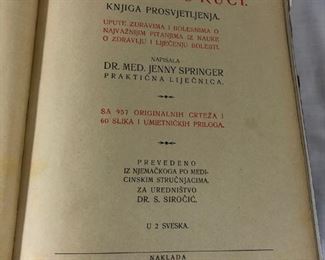 KUĆI.
KNJIGA PROSVJETLJENJA.
UPUTE ZDRAVIMA I BOLESNIMA O
NAJVAŽNIJIM PITANJIMA IZ NAUKE
O ZDRAVLJU I LIJEČENJU BOLESTI.
NAPISALA
DR. MED. JENNY SPRINGER
PRAKTIČNA LIJEČNICA.
SA 457 ORIGINALNIH CRTEŽA I
60 SLIKA I UMJETNIČKIH PRILOGA.
PREVEDENO
IZ NJEMAČKOGA PO MEDI-
CINSKIM STRUČNJACIMA.
ZA UREDNIŠTVO
DR. S. SIROČIĆ.
U 2 SVESKA.
NAKLADA